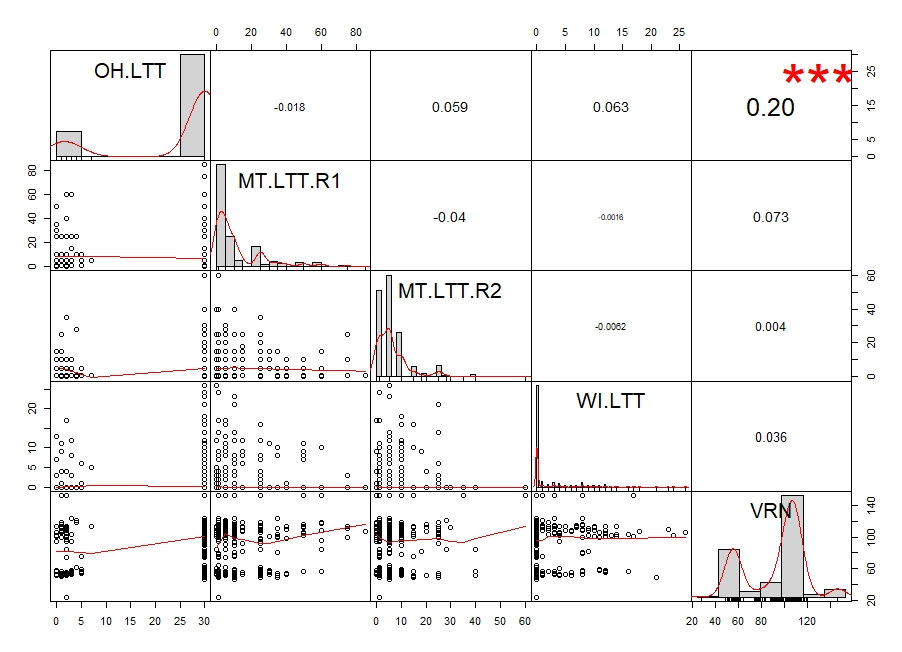 0 20 40 60 80 0 5 10 15 20 25
OH.LTT -0.018 0.059 0.063 0.20 ***
0 5 15 25
MT.LTT.R1 -0.04 -0.0016 0.073
0 20 40 60 80
MT.LTT.R2 -0.0062 0.004
0 20 40 60
WI.LTT 0.036
0 5 10 20
VRN
20 60 100 140
0 5 10 15 20 25 30 0 10 20 30 40 50 60 20 40 60 80 120